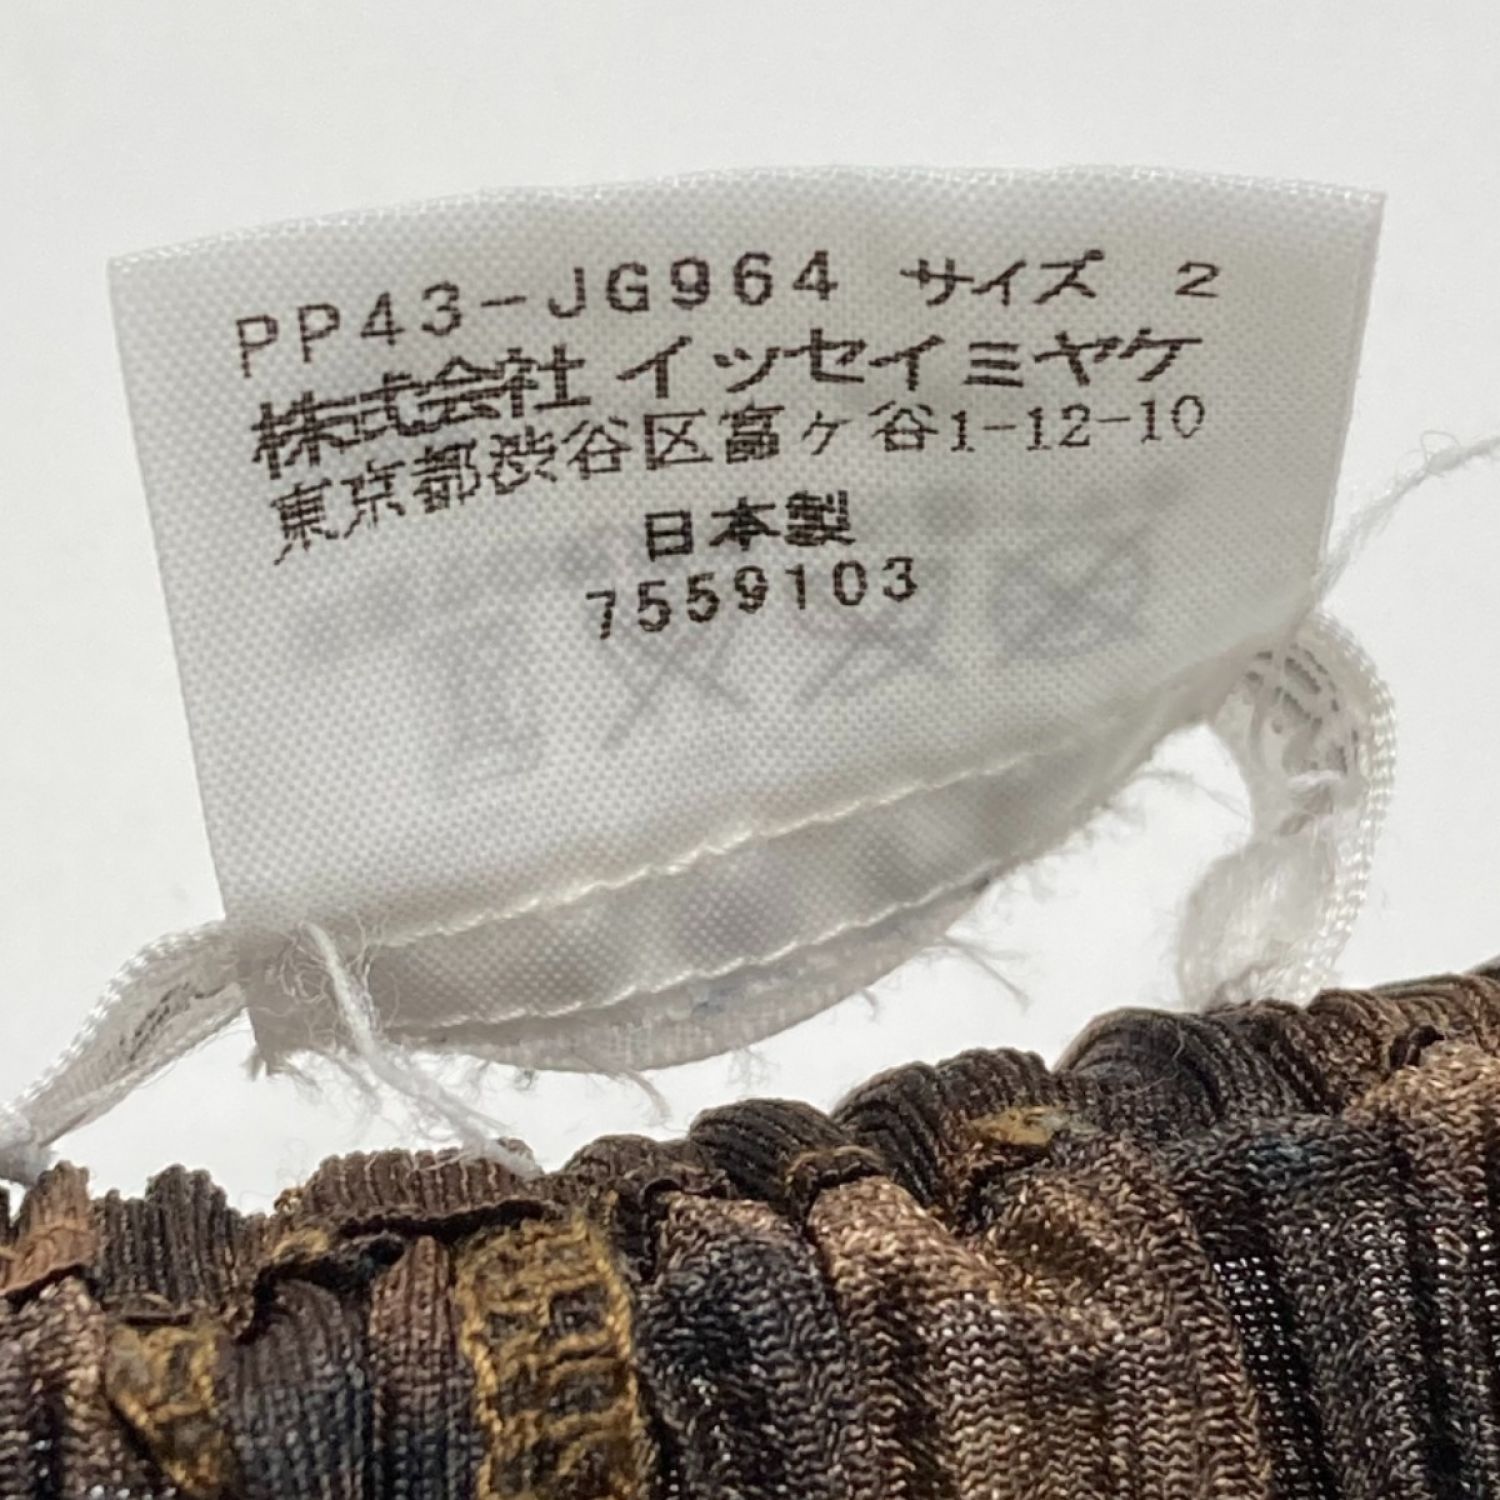 PP43-JG964 サイズ 2
株式会社 イッセイミヤケ
東京都渋谷区富ヶ谷1-12-10
日本製
7559103